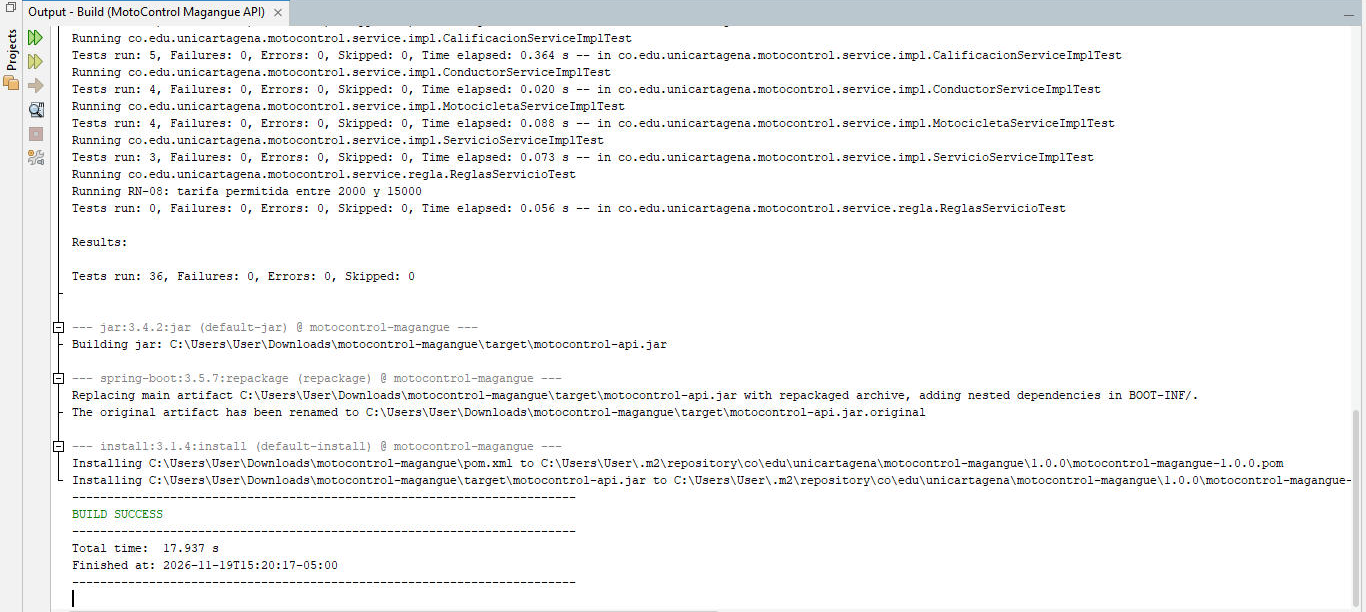 Output - Build (MotoControl Magangue API)
Projects
Running co.edu.unicartagena.motocontrol.service.impl.CalificacionServiceImplTest
Tests run: 5, Failures: 0, Errors: 0, Skipped: 0, Time elapsed: 0.364 s -- in co.edu.unicartagena.motocontrol.service.impl.CalificacionServiceImplTest
Running co.edu.unicartagena.motocontrol.service.impl.ConductorServiceImplTest
Tests run: 4, Failures: 0, Errors: 0, Skipped: 0, Time elapsed: 0.020 s -- in co.edu.unicartagena.motocontrol.service.impl.ConductorServiceImplTest
Running co.edu.unicartagena.motocontrol.service.impl.MotocicletaServiceImplTest
Tests run: 4, Failures: 0, Errors: 0, Skipped: 0, Time elapsed: 0.088 s -- in co.edu.unicartagena.motocontrol.service.impl.MotocicletaServiceImplTest
Running co.edu.unicartagena.motocontrol.service.impl.ServicioServiceImplTest
Tests run: 3, Failures: 0, Errors: 0, Skipped: 0, Time elapsed: 0.073 s -- in co.edu.unicartagena.motocontrol.service.impl.ServicioServiceImplTest
Running co.edu.unicartagena.motocontrol.service.regla.ReglasServicioTest
Running RN-08: tarifa permitida entre 2000 y 15000
Tests run: 0, Failures: 0, Errors: 0, Skipped: 0, Time elapsed: 0.056 s -- in co.edu.unicartagena.motocontrol.service.regla.ReglasServicioTest
Results:
Tests run: 36, Failures: 0, Errors: 0, Skipped: 0
--- jar:3.4.2:jar (default-jar) @ motocontrol-magangue ---
Building jar: C:\Users\User\Downloads\motocontrol-magangue\target\motocontrol-api.jar
--- spring-boot:3.5.7:repackage (repackage) @ motocontrol-magangue ---
Replacing main artifact C:\Users\User\Downloads\motocontrol-magangue\target\motocontrol-api.jar with repackaged archive, adding nested dependencies in BOOT-INF/.
The original artifact has been renamed to C:\Users\User\Downloads\motocontrol-magangue\target\motocontrol-api.jar.original
--- install:3.1.4:install (default-install) @ motocontrol-magangue ---
Installing C:\Users\User\Downloads\motocontrol-magangue\pom.xml to C:\Users\User\.m2\repository\co\edu\unicartagena\motocontrol-magangue\1.0.0\motocontrol-magangue-1.0.0.pom
Installing C:\Users\User\Downloads\motocontrol-magangue\target\motocontrol-api.jar to C:\Users\User\.m2\repository\co\edu\unicartagena\motocontrol-magangue\1.0.0\motocontrol-magangue-
------------------------------------------------------------------------
BUILD SUCCESS
------------------------------------------------------------------------
Total time:  17.937 s
Finished at: 2026-11-19T15:20:17-05:00
------------------------------------------------------------------------